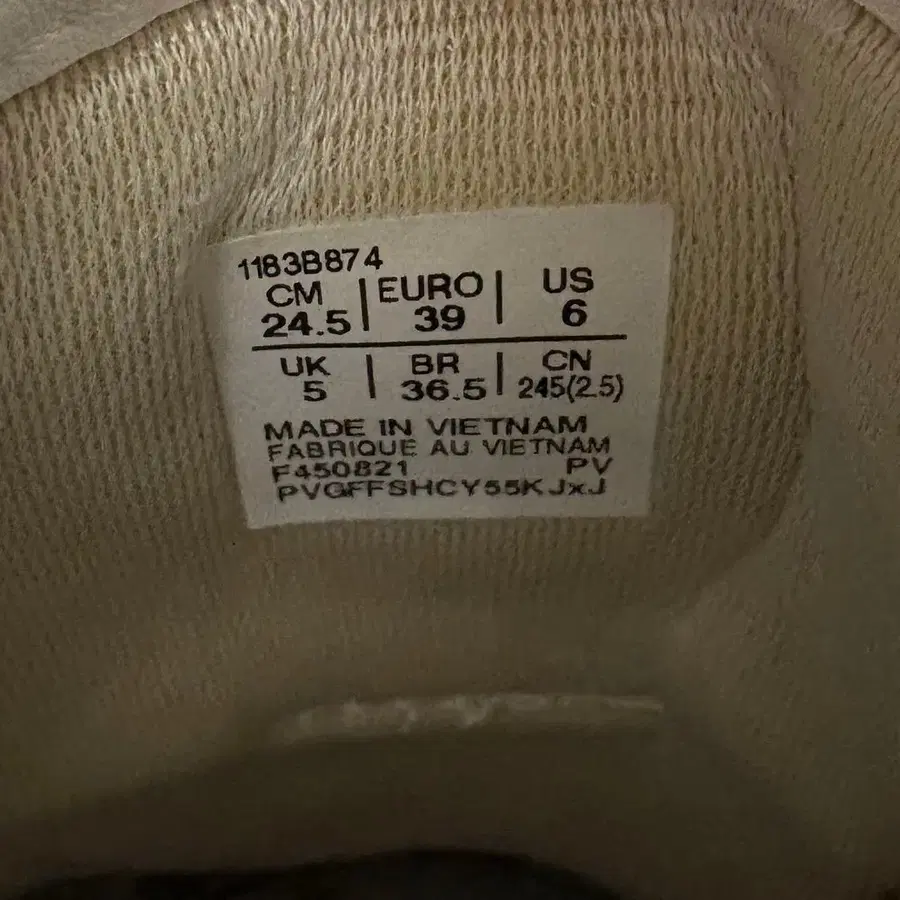 1183B874
CM | EURO | US
24.5 | 39 | 6
UK | BR | CN
5 | 36.5 | 245(2.5)
MADE IN VIETNAM
FABRIQUE AU VIETNAM
F450821 PV
PVGFFSHCY55KJxJ